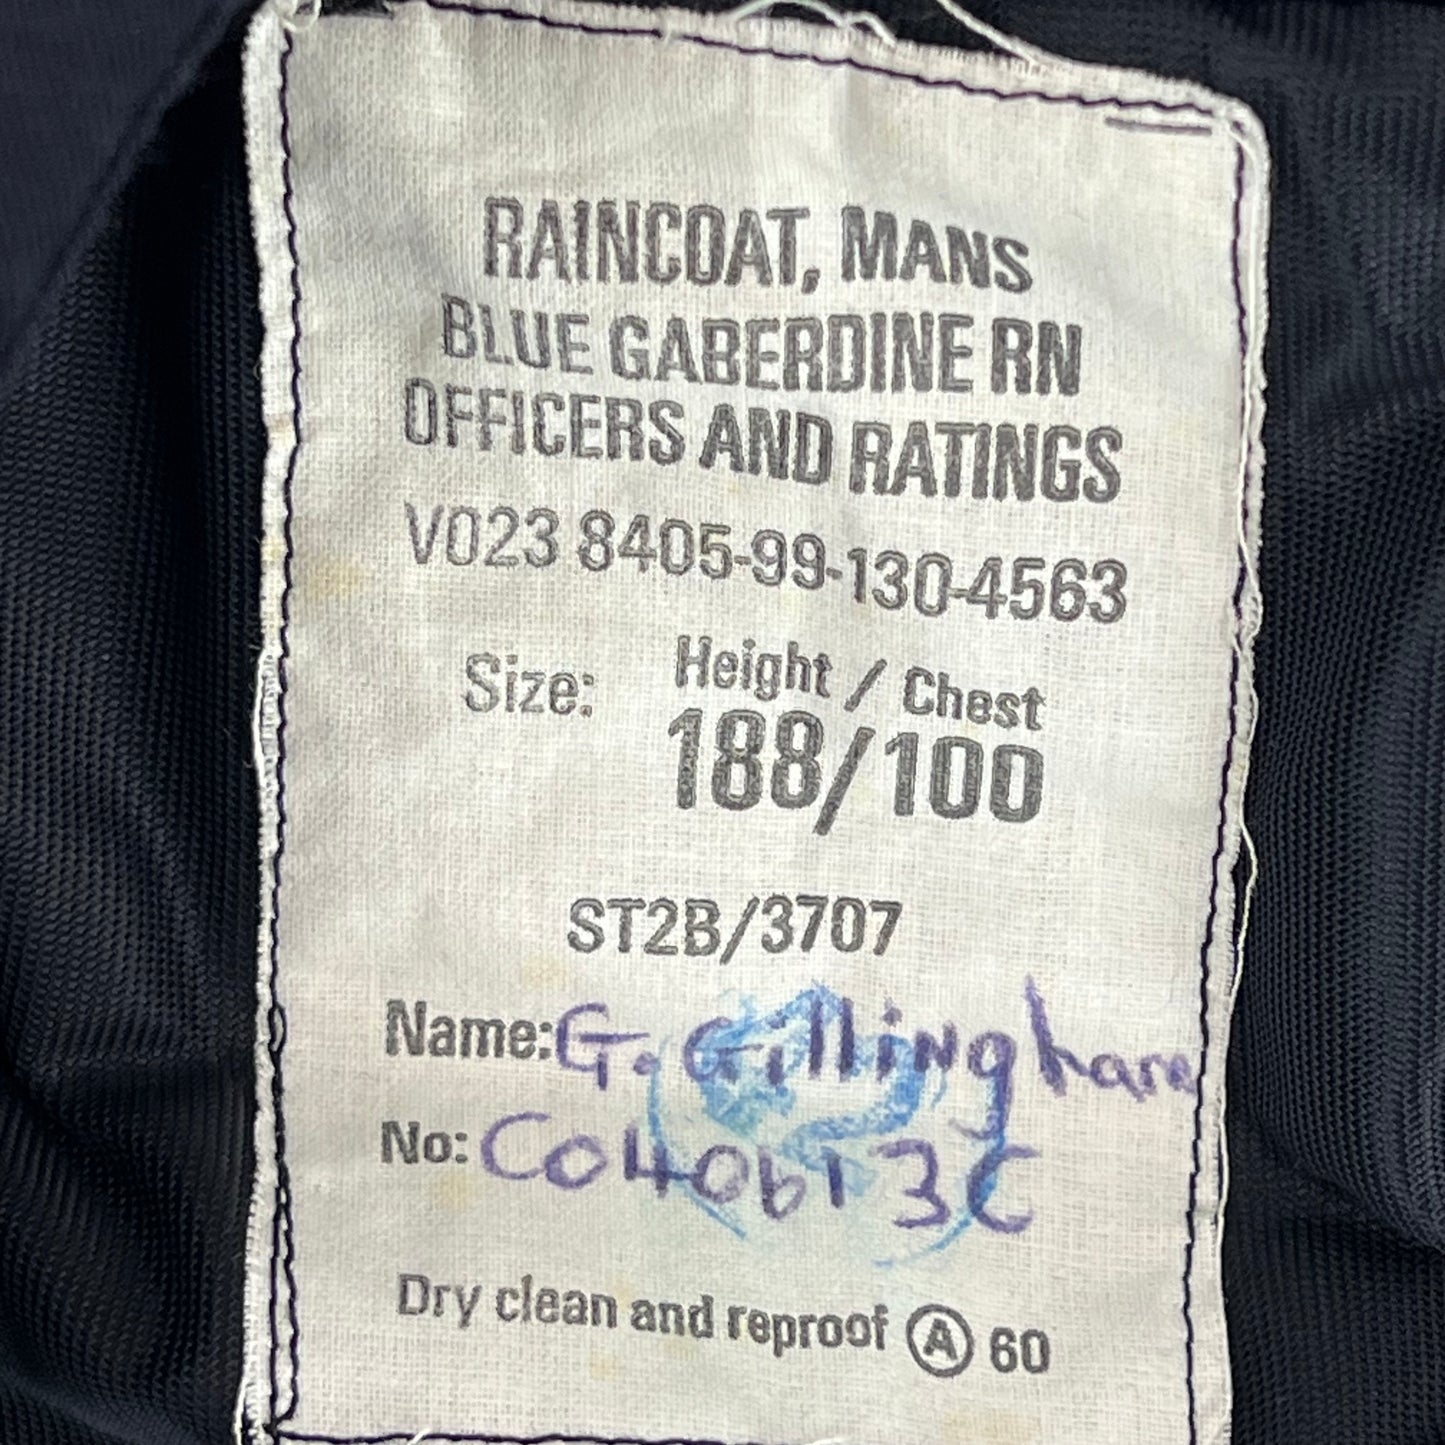 RAINCOAT, MANS
BLUE GABERDINE RN
OFFICERS AND RATINGS
V023 8405-99-130-4563
Size: Height / Chest
188/100
ST2B/3707
Name: G. Gillingham
No: C040613C
Dry clean and reproof Ⓐ 60